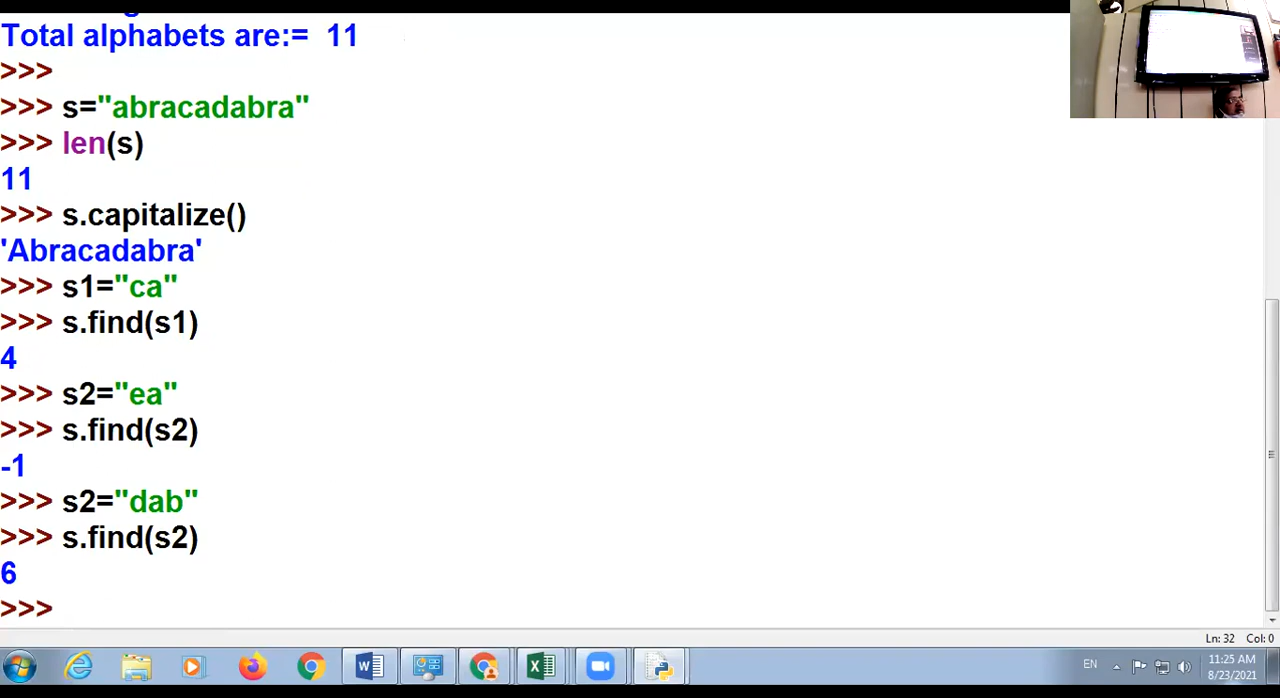 Total alphabets are:=  11
>>>
>>> s="abracadabra"
>>> len(s)
11
>>> s.capitalize()
'Abracadabra'
>>> s1="ca"
>>> s.find(s1)
4
>>> s2="ea"
>>> s.find(s2)
-1
>>> s2="dab"
>>> s.find(s2)
6
>>>
Ln: 32 Col: 0
EN
11:25 AM
8/23/2021